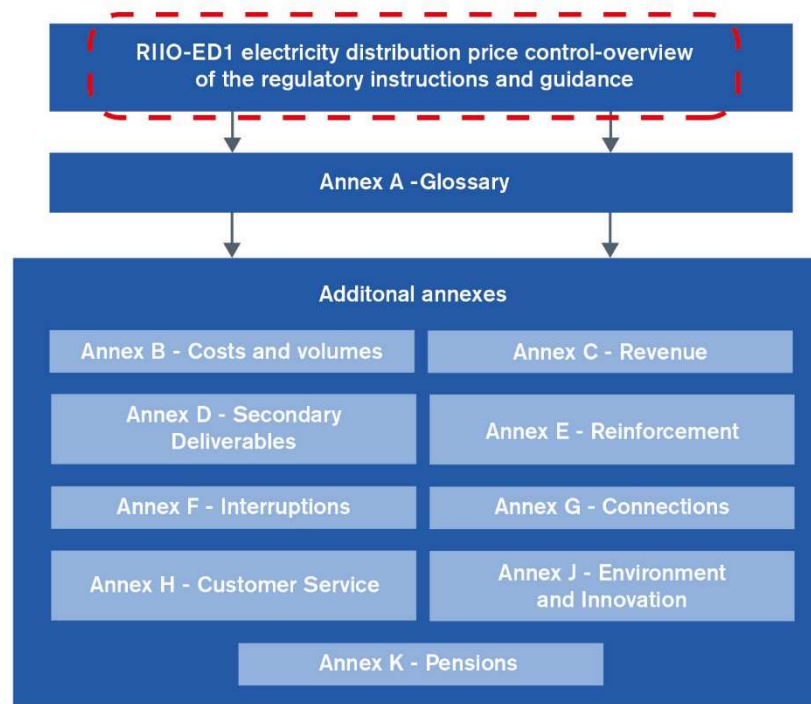 RIIO-ED1 electricity distribution price control-overview
of the regulatory instructions and guidance
Annex A -Glossary
Additonal annexes
Annex B - Costs and volumes
Annex C - Revenue
Annex D - Secondary
Deliverables
Annex E - Reinforcement
Annex F - Interruptions
Annex G - Connections
Annex H - Customer Service
Annex J - Environment
and Innovation
Annex K - Pensions